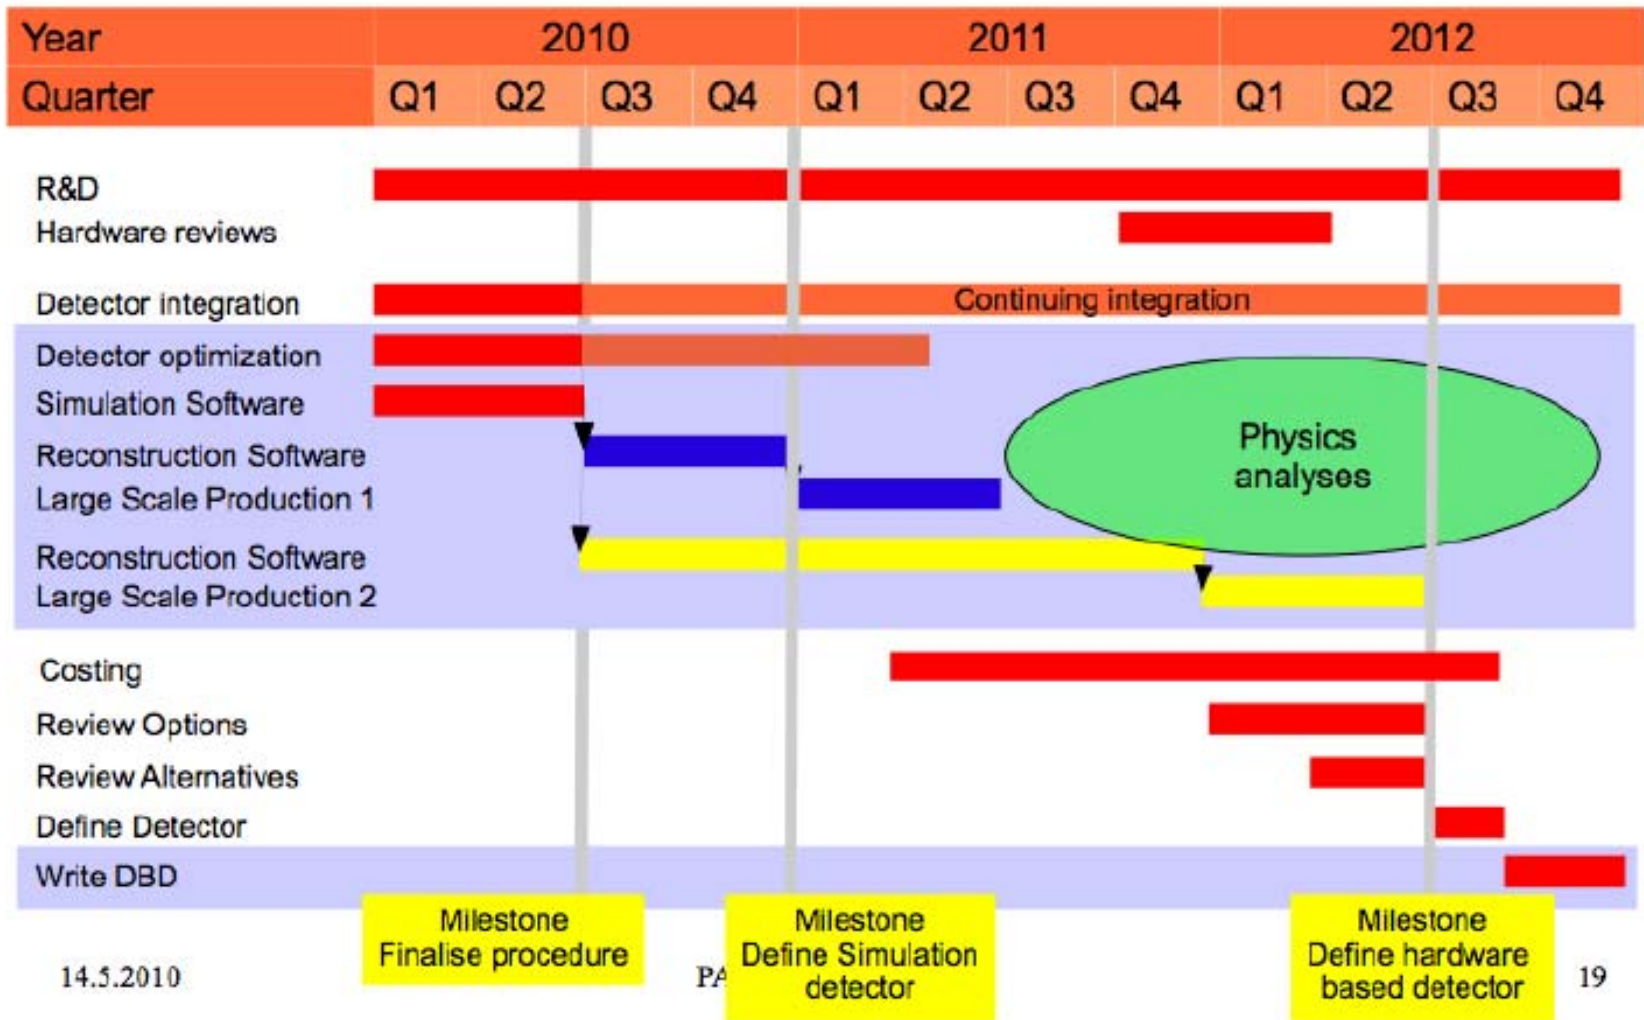 Year 2010 2011 2012
Quarter Q1 Q2 Q3 Q4 Q1 Q2 Q3 Q4 Q1 Q2 Q3 Q4
R&D
Hardware reviews
Detector integration Continuing integration
Detector optimization
Simulation Software
Reconstruction Software
Large Scale Production 1
Physics
analyses
Reconstruction Software
Large Scale Production 2
Costing
Review Options
Review Alternatives
Define Detector
Write DBD
Milestone
Finalise procedure
Milestone
Define Simulation
detector
Milestone
Define hardware
based detector
14.5.2010 PA 19